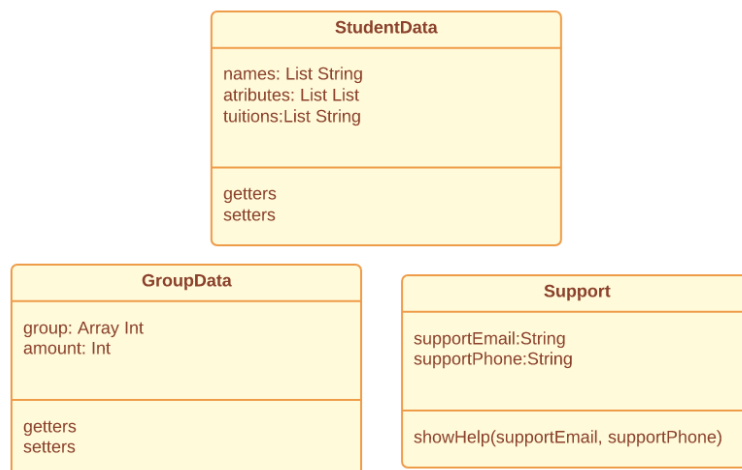 StudentData
names: List String
atributes: List List
tuitions:List String
getters
setters
GroupData
group: Array Int
amount: Int
getters
setters
Support
supportEmail:String
supportPhone:String
showHelp(supportEmail, supportPhone)